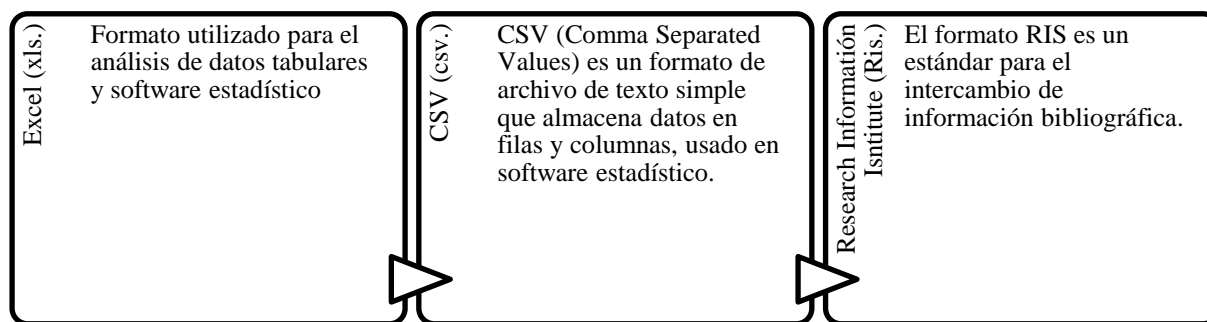 Excel (xls.)
Formato utilizado para el
análisis de datos tabulares
y software estadístico
CSV (csv.)
CSV (Comma Separated
Values) es un formato de
archivo de texto simple
que almacena datos en
filas y columnas, usado en
software estadístico.
Research Informatión
Isntitute (Ris.)
El formato RIS es un
estándar para el
intercambio de
información bibliográfica.